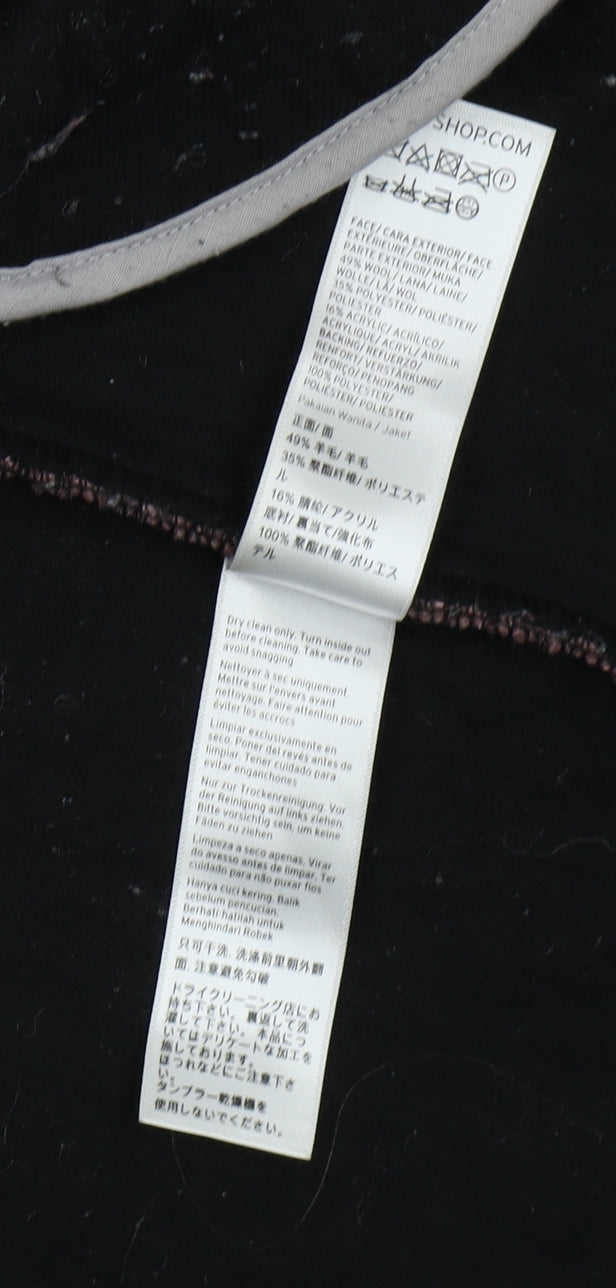 SHOP.COM
P
FACE/ CARA EXTERIOR/ FACE
EXTÉRIEURE/ OBERFLÄCHE/
PARTE EXTERIOR/ MUKA
49% WOOL/ LANA/ LAINE/
WOLLE/ LÃ/ WOL
35% POLYESTER/ POLIÉSTER/
POLIESTER
16% ACRYLIC/ ACRÍLICO/
ACRYLIQUE/ ACRYL/ AKRILIK
BACKING/ REFUERZO/
RENFORT/ VERSTÄRKUNG/
REFORÇO/ PENOPANG
100% POLYESTER/
POLIÉSTER/ POLIESTER
Pakaian Wanita / Jaket
正面/ 面
49% 羊毛/ 羊毛
35% 聚酯纤维/ ポリエステ
ル
16% 腈纶/ アクリル
底衬/ 裏当て/強化布
100% 聚酯纤维/ ポリエス
テル
Dry clean only. Turn inside out
before cleaning. Take care to
avoid snagging
Nettoyer à sec uniquement.
Mettre sur l'envers avant
nettoyage. Faire attention pour
éviter les accrocs
Limpiar exclusivamente en
seco. Poner del revés antes de
limpiar. Tener cuidado para
evitar enganchones
Nur zur Trockenreinigung. Vor
der Reinigung auf links ziehen.
Bitte vorsichtig sein, um keine
Fäden zu ziehen
Limpeza a seco apenas. Virar
do avesso antes de limpar. Ter
cuidado para não puxar fios
Hanya cuci kering. Balik
sebelum pencucian.
Berhati-hatilah untuk
Menghindari Robek
只可干洗. 洗涤前里朝外翻
面. 注意避免勾破
ドライクリーニング店にお
持ち下さい。裏返して洗
濯して下さい。本品につ
いてはデリケートな加工を
施しております。
ほつれなどにご注意下さ
い。
タンブラー乾燥機を
使用しないでください。